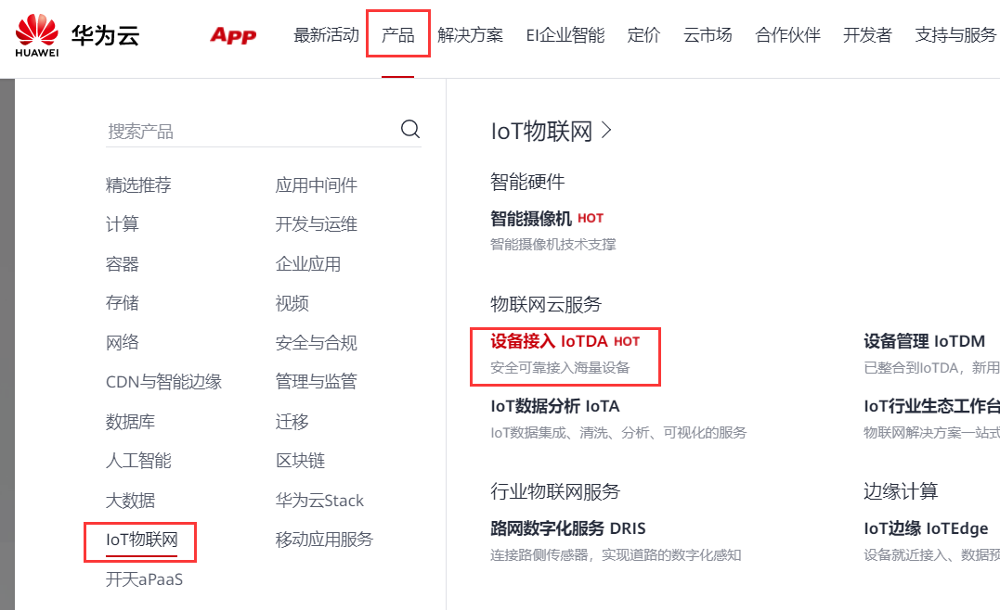 HUAWEI 华为云 APP 最新活动 产品 解决方案 EI企业智能 定价 云市场 合作伙伴 开发者 支持与服务
搜索产品
精选推荐 应用中间件
计算 开发与运维
容器 企业应用
存储 视频
网络 安全与合规
CDN与智能边缘 管理与监管
数据库 迁移
人工智能 区块链
大数据 华为云Stack
IoT物联网 移动应用服务
开天aPaaS
IoT物联网
智能硬件
智能摄像机 HOT
智能摄像机技术支撑
物联网云服务
设备接入 IoTDA HOT
安全可靠接入海量设备
设备管理 IoTDM
已整合到IoTDA，新用
IoT数据分析 IoTA
IoT数据集成、清洗、分析、可视化的服务
IoT行业生态工作台
物联网解决方案一站式
行业物联网服务
路网数字化服务 DRIS
连接路侧传感器，实现道路的数字化感知
边缘计算
IoT边缘 IoTEdge
设备就近接入、数据预